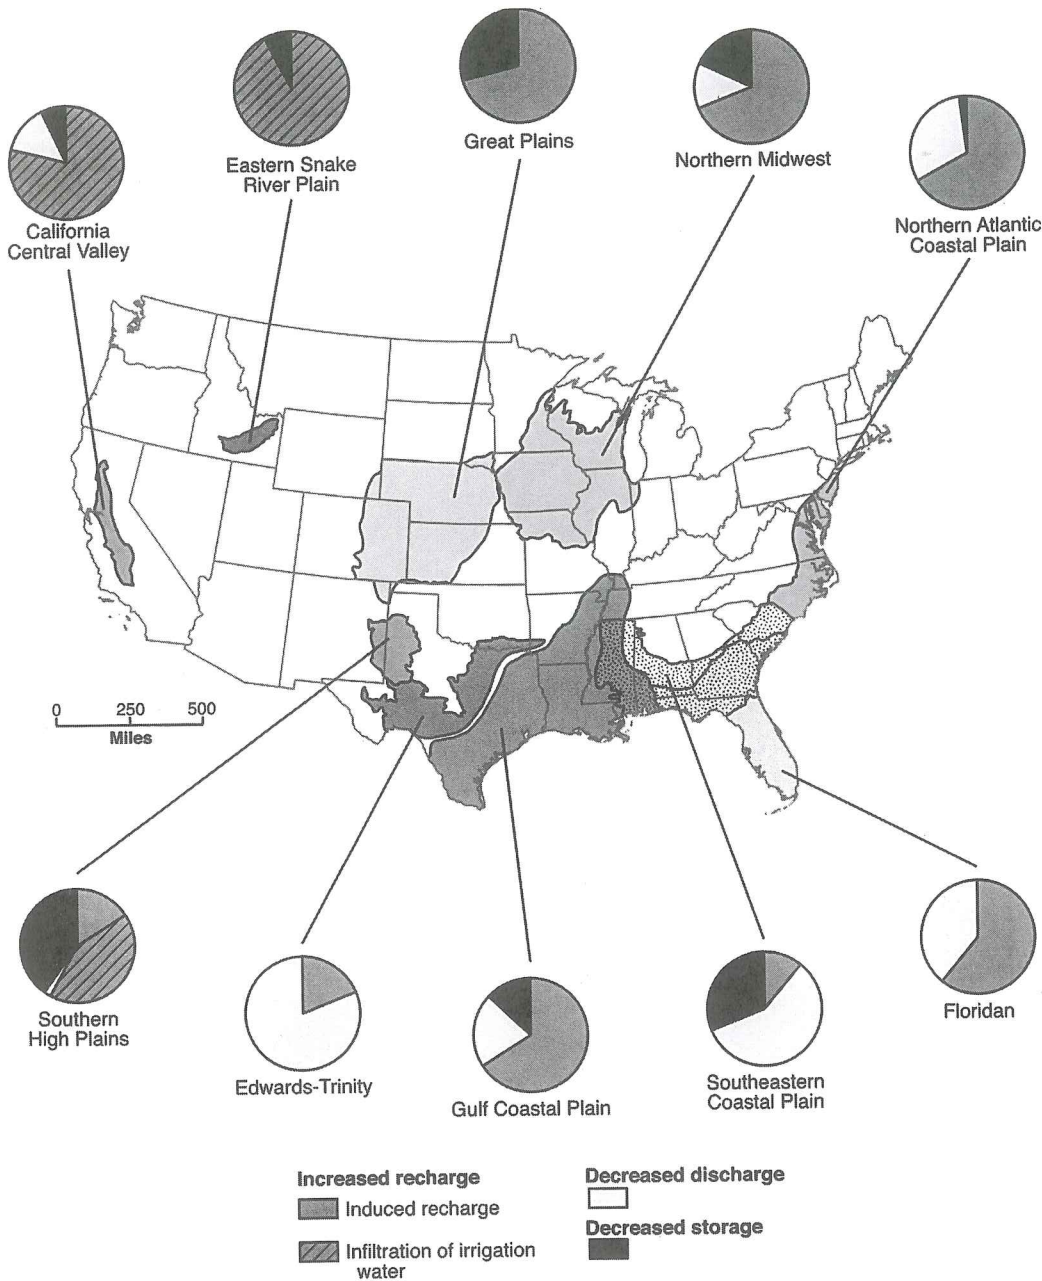 Great Plains
Northern Midwest
Eastern Snake
River Plain
Northern Atlantic
Coastal Plain
California
Central Valley
0 250 500
Miles
Southern
High Plains
Edwards-Trinity
Gulf Coastal Plain
Southeastern
Coastal Plain
Floridan
Increased recharge
Induced recharge
Infiltration of irrigation
water
Decreased discharge
Decreased storage